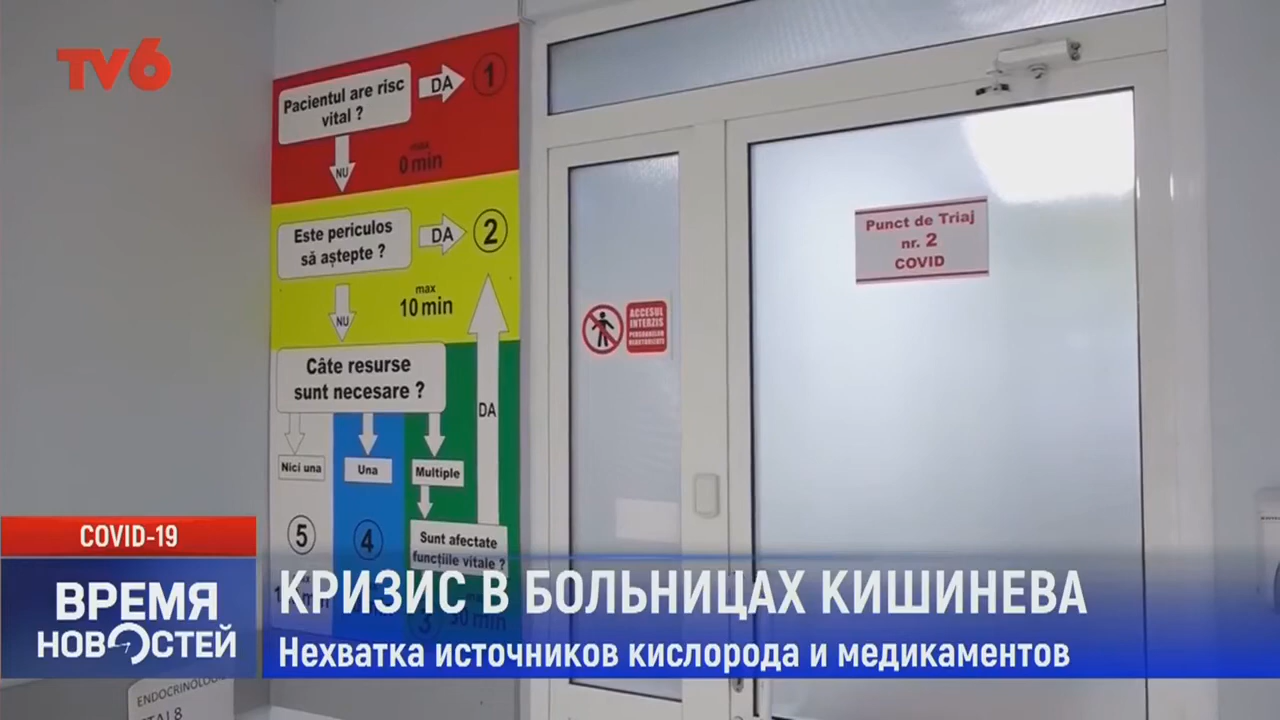 TV6
Pacientul are risc
vital ?
DA
1
NU
max
0 min
Este periculos
să aștepte ?
DA
2
NU
max
10 min
Câte resurse
sunt necesare ?
DA
Nici una
Una
Multiple
5
4
Sunt afectate
funcțiile vitale ?
3
ACCESUL
INTERZIS
PERSOANELOR
NEAUTORIZATE
Punct de Triaj
nr. 2
COVID
COVID-19
ВРЕМЯ
НОВОСТЕЙ
КРИЗИС В БОЛЬНИЦАХ КИШИНЕВА
Нехватка источников кислорода и медикаментов